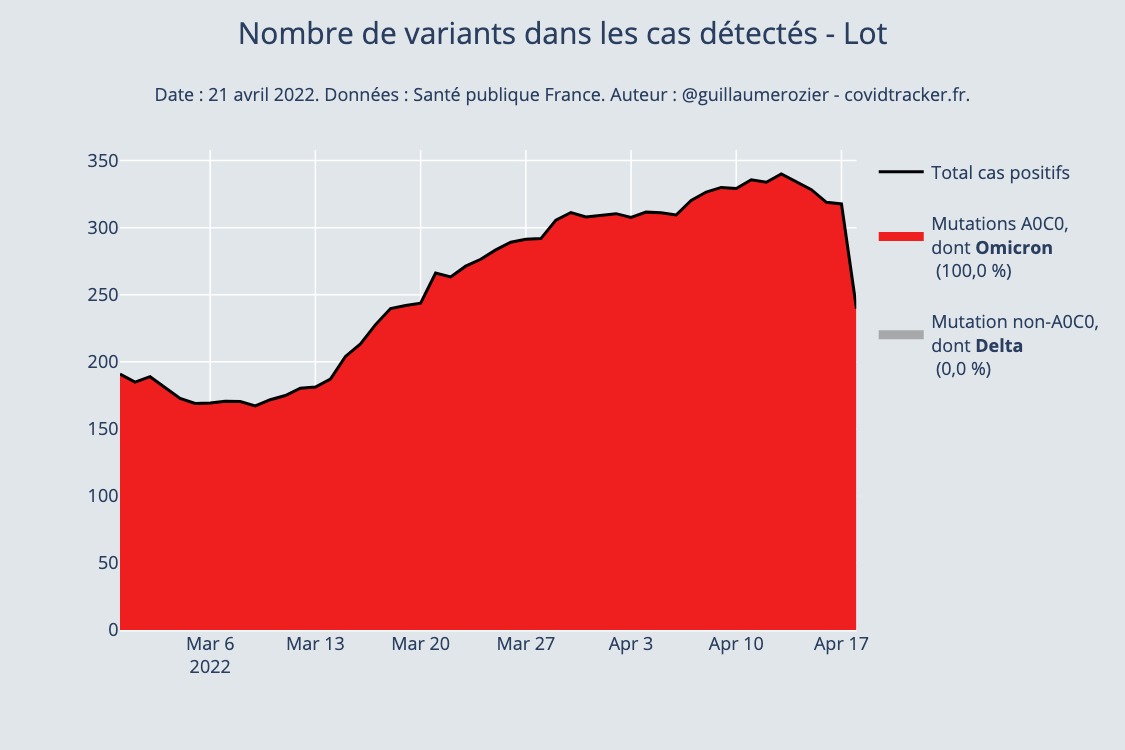 Nombre de variants dans les cas détectés - Lot
Date : 21 avril 2022. Données : Santé publique France. Auteur : @guillaumerozier - covidtracker.fr.
350
300
250
200
150
100
50
0
Mar 6
2022
Mar 13
Mar 20
Mar 27
Apr 3
Apr 10
Apr 17
Total cas positifs
Mutations A0C0,
dont Omicron
(100,0 %)
Mutation non-A0C0,
dont Delta
(0,0 %)